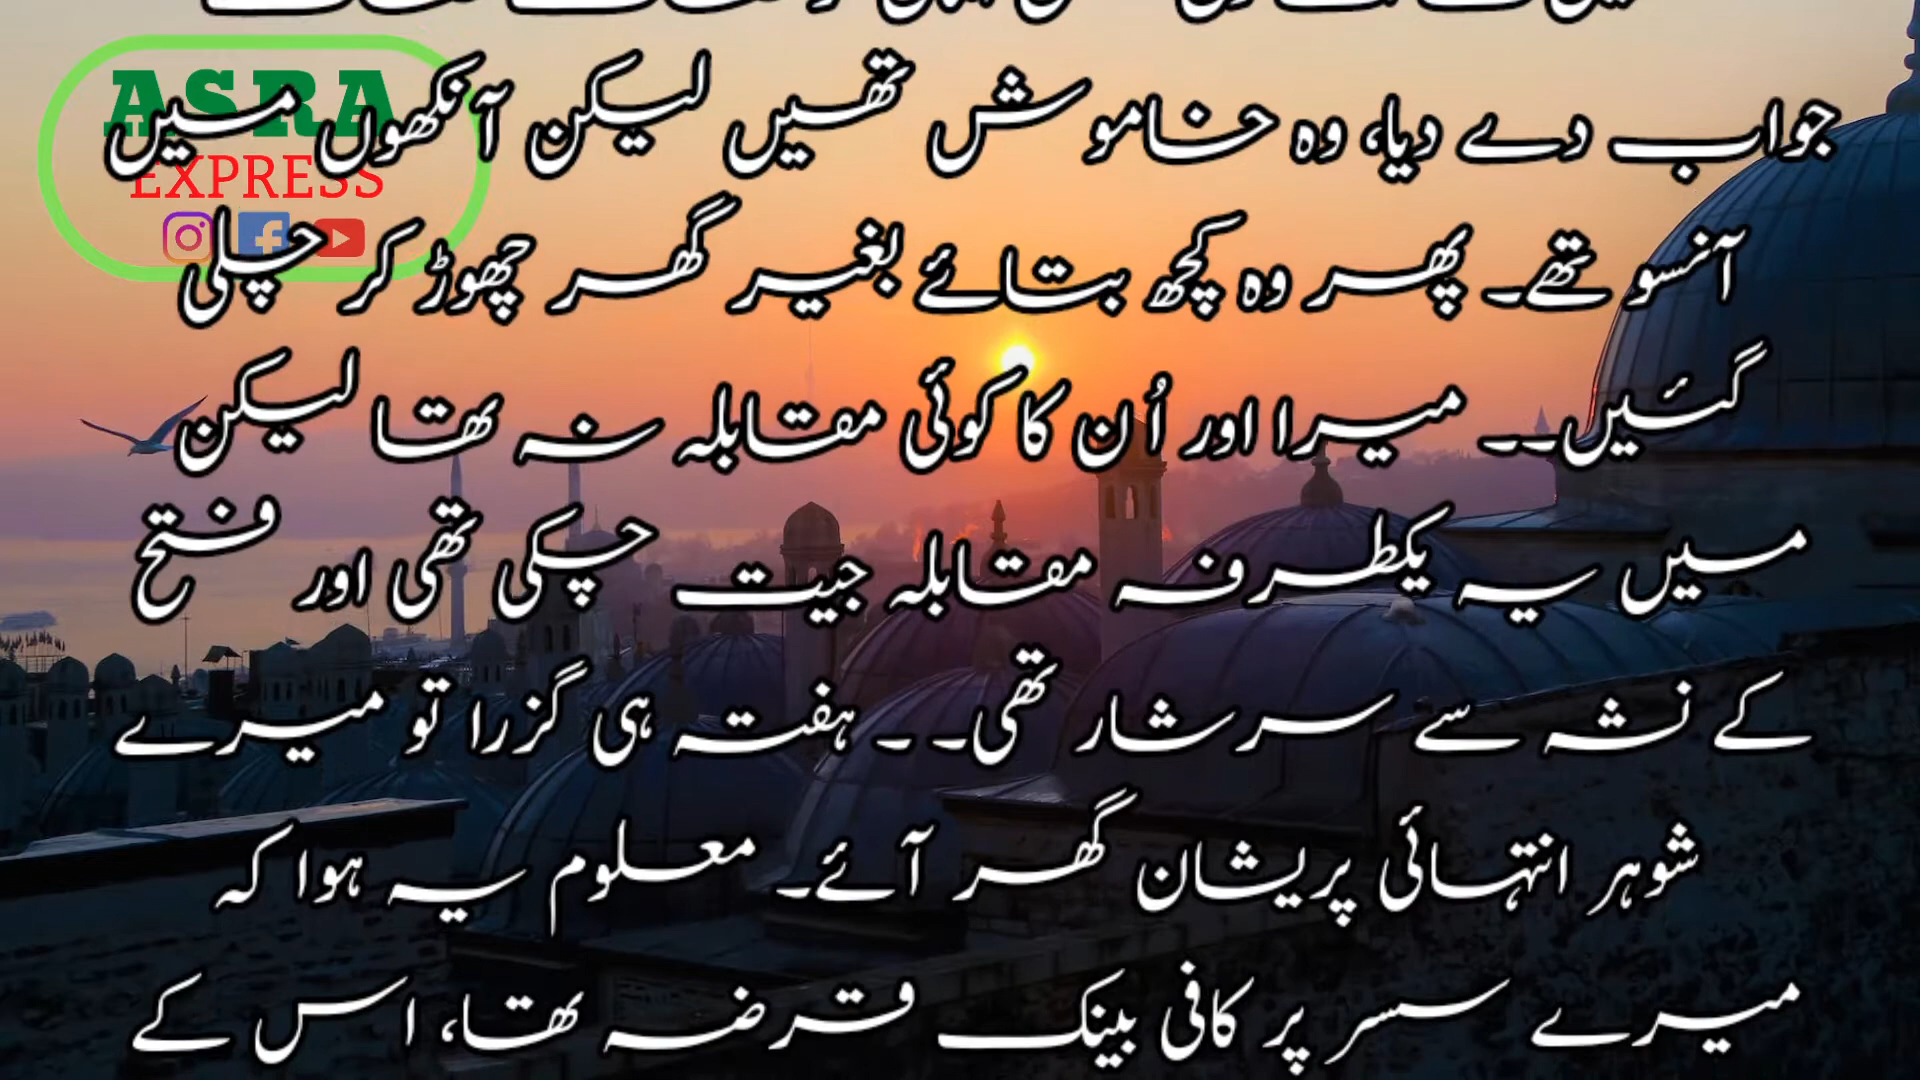 ASRA
EXPRESS
جواب دے دیا، وہ خاموش تھیں لیکن آنکھوں میں
آنسو تھے۔ پھر وہ کچھ بتائے بغیر گھر چھوڑ کر چلی
گئیں۔۔ میرا اور اُن کا کوئی مقابلہ نہ تھا لیکن
میں یہ یکطرفہ مقابلہ جیت چکی تھی اور فتح
کے نشہ سے سرشار تھی۔ ۔ ہفتہ ہی گزرا تو میرے
شوہر انتہائی پریشان گھر آئے۔ معلوم یہ ہوا کہ
میرے سسر پر کافی بینک قرضہ تھا، اس کے